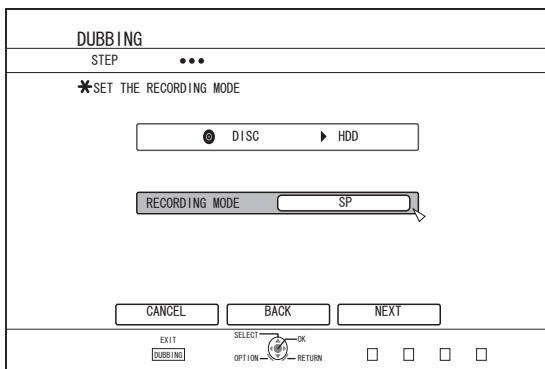 DUBBING
STEP
SET THE RECORDING MODE
DISC HDD
RECORDING MODE SP
CANCEL BACK NEXT
EXIT
DUBBING
SELECT OK
OPTION RETURN